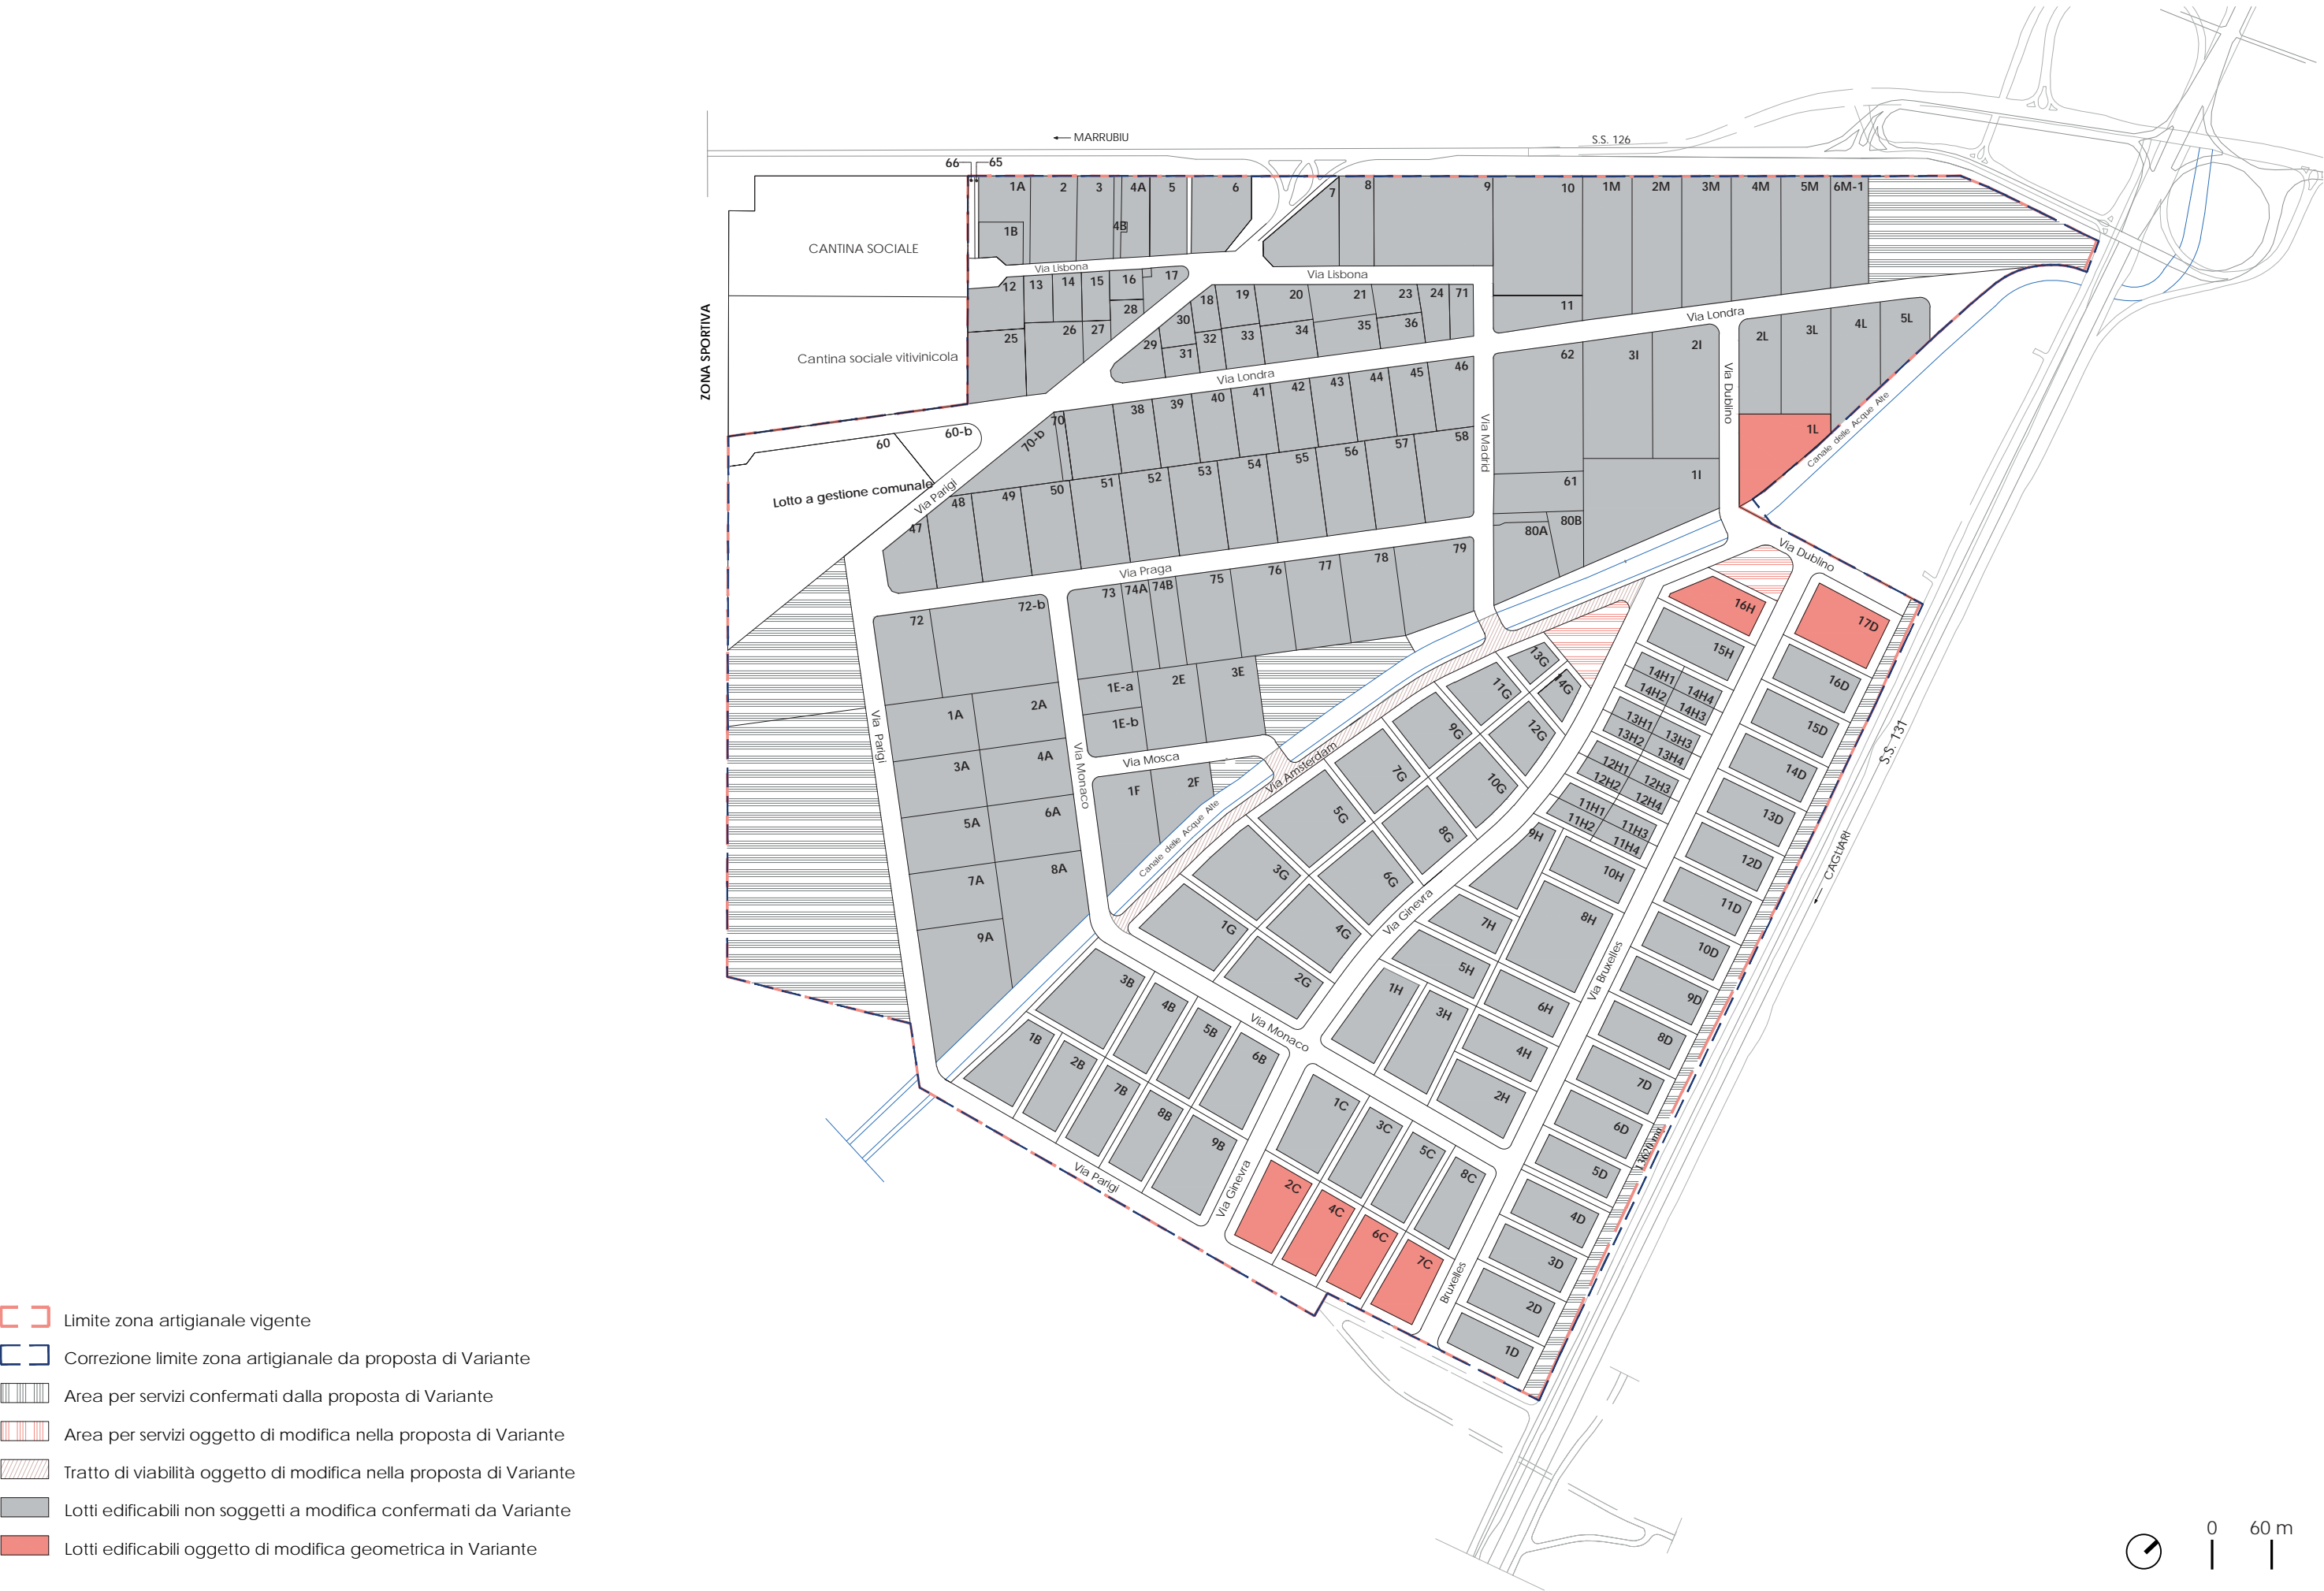 ← MARRUBIU
S.S. 126
66
65
1A
2
3
4A
5
6
7
8
9
10
1M
2M
3M
4M
5M
6M-1
1B
4B
CANTINA SOCIALE
Via Lisbona
Via Lisbona
12
13
14
15
16
17
18
19
20
21
23
24
71
11
Via Londra
28
30
26
27
25
29
31
32
33
34
35
36
62
3I
2I
2L
3L
4L
5L
Cantina sociale vitivinicola
ZONA SPORTIVA
Via Londra
Via Dublino
46
45
44
43
42
41
40
39
38
70
70-b
60
60-b
1L
Canale delle Acque Alte
Lotto a gestione comunale
Via Parigi
Via Madrid
47
48
49
50
51
52
53
54
55
56
57
58
61
1I
80A
80B
Via Praga
Via Dublino
73
74A
74B
75
76
77
78
79
72
72-b
16H
17D
15H
16D
13G
14G
14H1
14H2
14H4
14H3
1E-a
1E-b
2E
3E
11G
12G
9G
13H1
13H2
13H3
13H4
15D
1A
2A
3A
4A
Via Parigi
Via Monaco
Via Mosca
Via Amsterdam
S.S. 131
12H1
12H2
12H3
12H4
14D
1F
2F
7G
10G
5G
8G
11H1
11H2
11H3
11H4
13D
5A
6A
Canale delle Acque Alte
9H
10H
12D
← CAGLIARI
7A
8A
3G
6G
Via Ginevra
11D
9A
1G
4G
7H
8H
10D
2G
5H
Via Bruxelles
9D
3B
4B
5B
6B
Via Monaco
1H
3H
6H
8D
1B
2B
7B
8B
9B
4H
7D
2H
1C
3C
5C
8C
6D
13620 mq
5D
Via Parigi
Via Ginevra
2C
4C
6C
7C
4D
3D
Bruxelles
2D
1D
Limite zona artigianale vigente
Correzione limite zona artigianale da proposta di Variante
Area per servizi confermati dalla proposta di Variante
Area per servizi oggetto di modifica nella proposta di Variante
Tratto di viabilità oggetto di modifica nella proposta di Variante
Lotti edificabili non soggetti a modifica confermati da Variante
Lotti edificabili oggetto di modifica geometrica in Variante
0
60 m